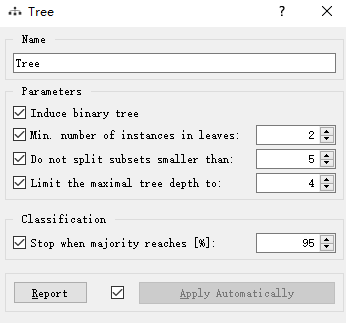 Tree
?
Name
Tree
Parameters
Induce binary tree
Min. number of instances in leaves: 2
Do not split subsets smaller than: 5
Limit the maximal tree depth to: 4
Classification
Stop when majority reaches [%]: 95
Report Apply Automatically